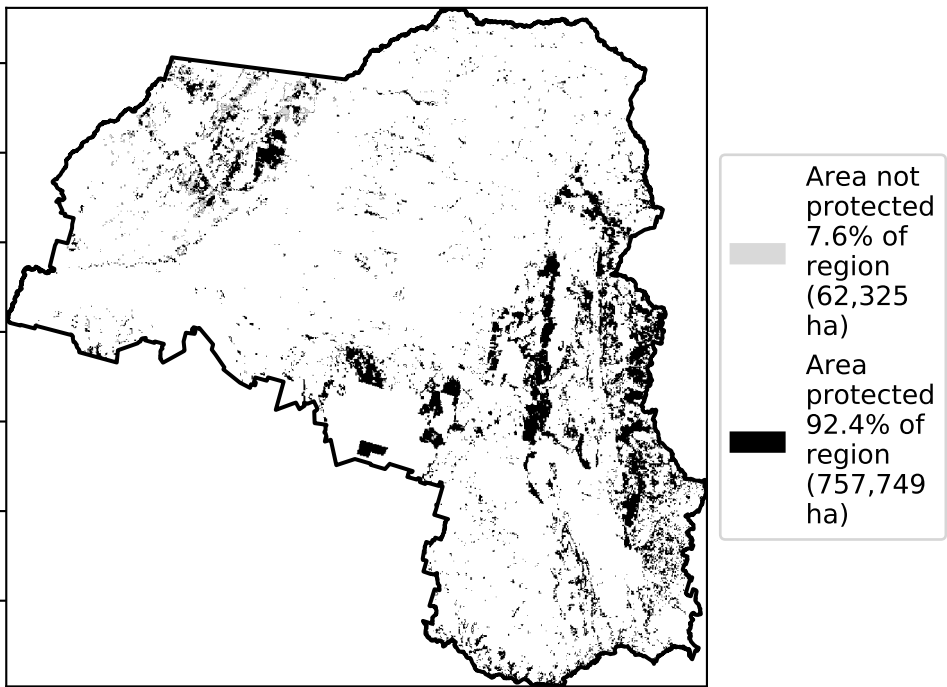 Area not
protected
7.6% of
region
(62,325
ha)
Area
protected
92.4% of
region
(757,749
ha)